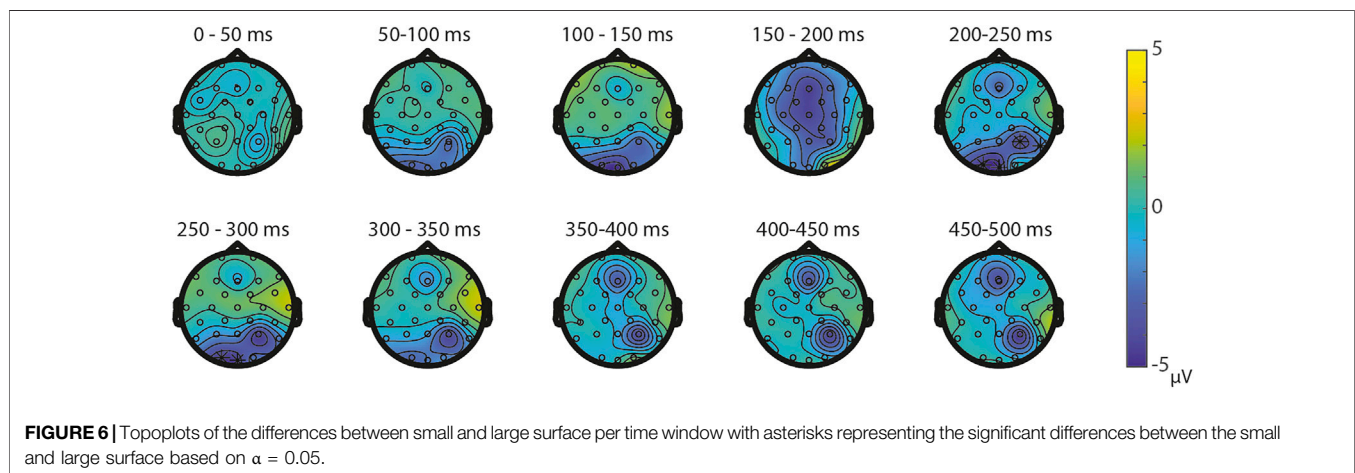 0 - 50 ms
50-100 ms
100 - 150 ms
150 - 200 ms
200-250 ms
5
0
-5
µV
250 - 300 ms
300 - 350 ms
350-400 ms
400-450 ms
450-500 ms
FIGURE 6 | Topoplots of the differences between small and large surface per time window with asterisks representing the significant differences between the small
and large surface based on α = 0.05.